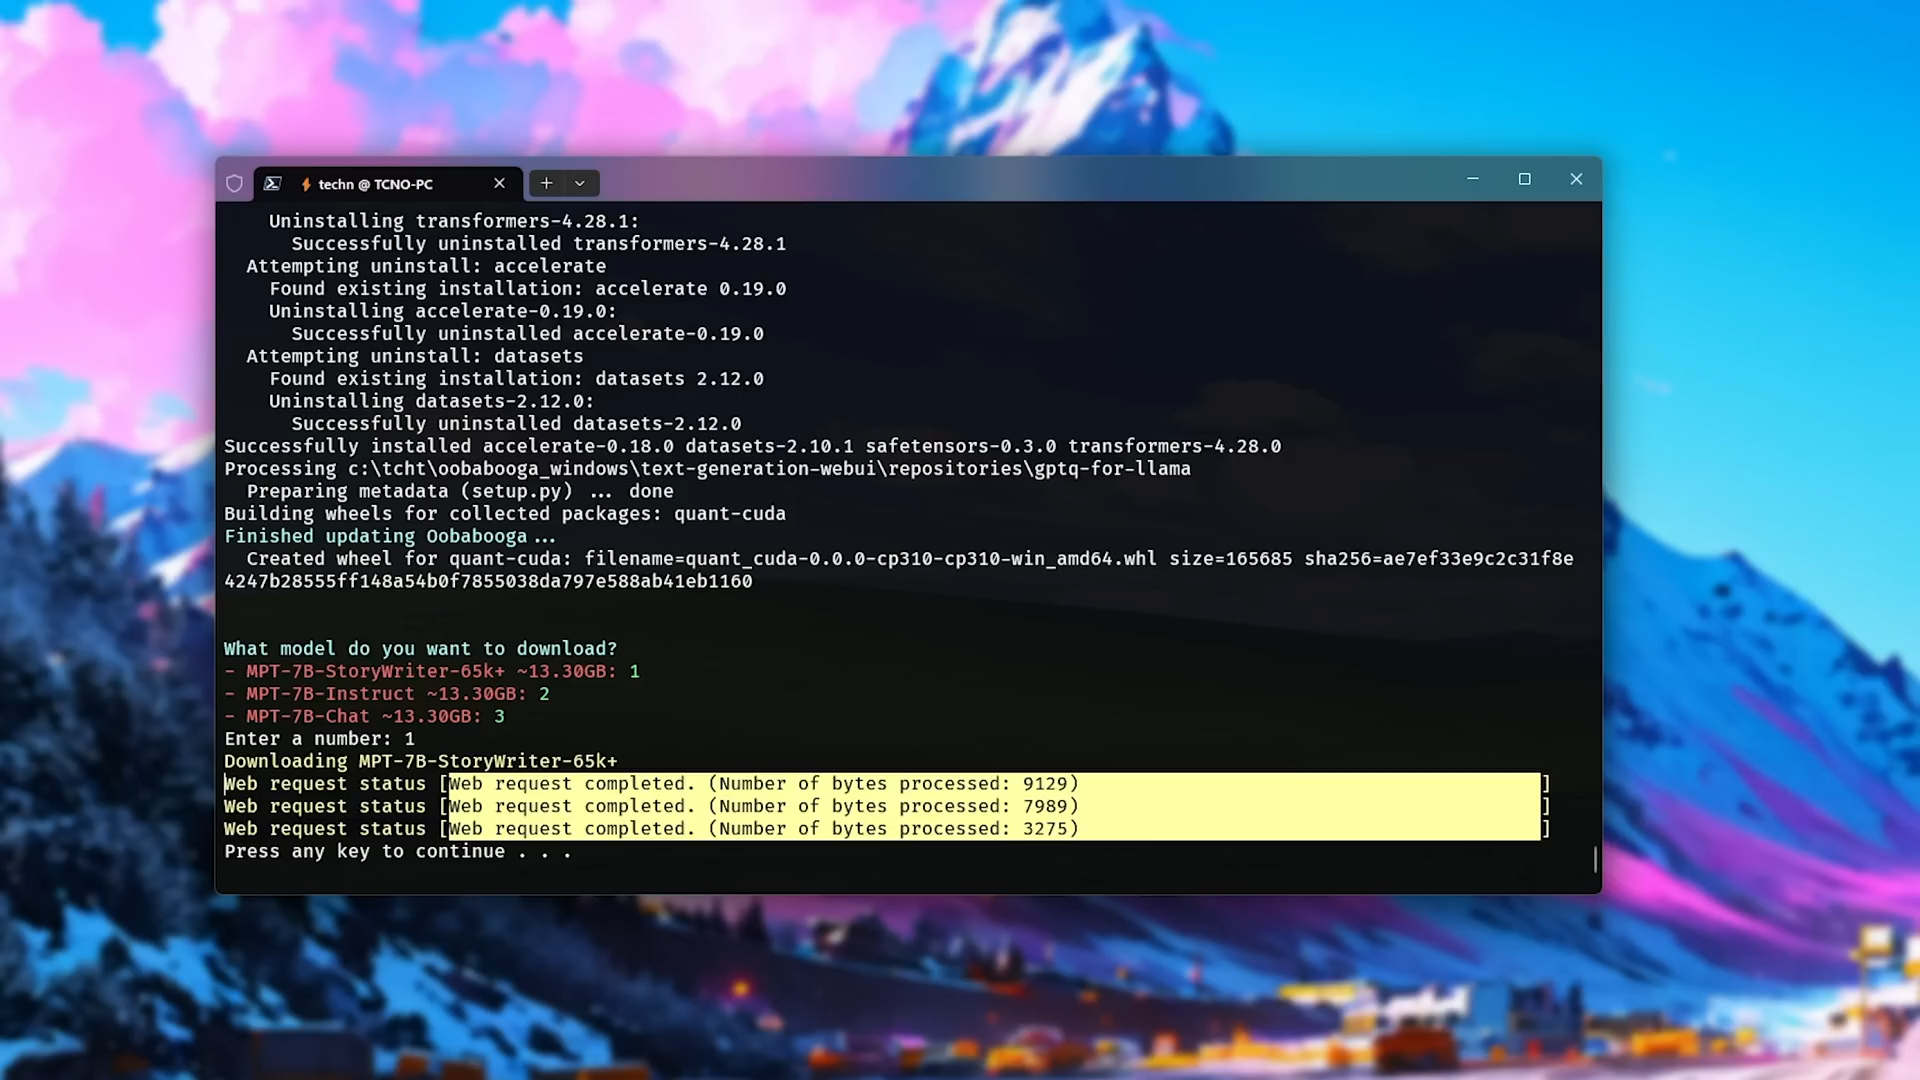 techn @ TCNO-PC
Uninstalling transformers-4.28.1:
Successfully uninstalled transformers-4.28.1
Attempting uninstall: accelerate
Found existing installation: accelerate 0.19.0
Uninstalling accelerate-0.19.0:
Successfully uninstalled accelerate-0.19.0
Attempting uninstall: datasets
Found existing installation: datasets 2.12.0
Uninstalling datasets-2.12.0:
Successfully uninstalled datasets-2.12.0
Successfully installed accelerate-0.18.0 datasets-2.10.1 safetensors-0.3.0 transformers-4.28.0
Processing c:\tcht\oobabooga_windows\text-generation-webui\repositories\gptq-for-llama
Preparing metadata (setup.py) ... done
Building wheels for collected packages: quant-cuda
Finished updating Oobabooga...
Created wheel for quant-cuda: filename=quant_cuda-0.0.0-cp310-cp310-win_amd64.whl size=165685 sha256=ae7ef33e9c2c31f8e
4247b28555ff148a54b0f7855038da797e588ab41eb1160
What model do you want to download?
- MPT-7B-StoryWriter-65k+ ~13.30GB: 1
- MPT-7B-Instruct ~13.30GB: 2
- MPT-7B-Chat ~13.30GB: 3
Enter a number: 1
Downloading MPT-7B-StoryWriter-65k+
Web request status [Web request completed. (Number of bytes processed: 9129) ]
Web request status [Web request completed. (Number of bytes processed: 7989) ]
Web request status [Web request completed. (Number of bytes processed: 3275) ]
Press any key to continue . . .